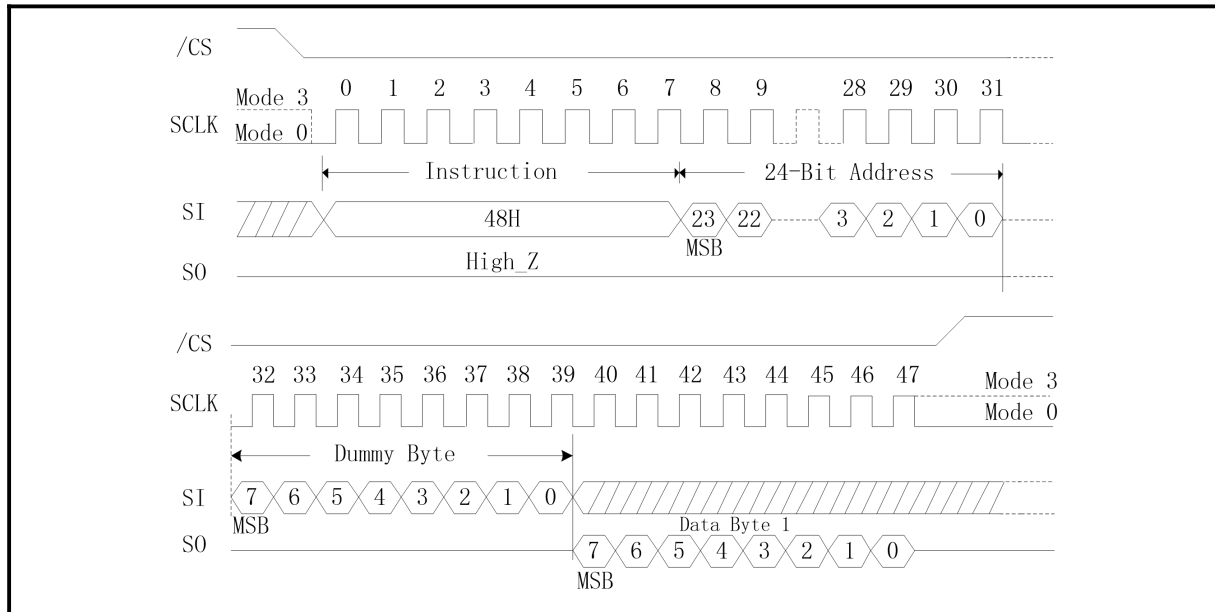 /CS
0 1 2 3 4 5 6 7 8 9 28 29 30 31
Mode 3
SCLK
Mode 0
Instruction 24-Bit Address
SI 48H 23 22 3 2 1 0
MSB
High_Z
SO
/CS
32 33 34 35 36 37 38 39 40 41 42 43 44 45 46 47
Mode 3
SCLK
Mode 0
Dummy Byte
SI 7 6 5 4 3 2 1 0
MSB
Data Byte 1
SO 7 6 5 4 3 2 1 0
MSB